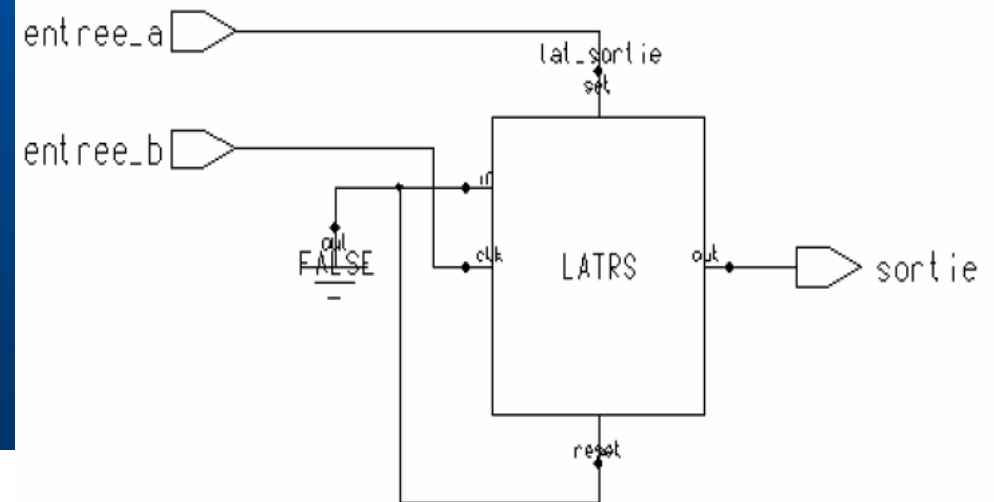 entree_a
lat_sortie
set
entree_b
in
out
FALSE
clk
LATRS
out
sortie
reset